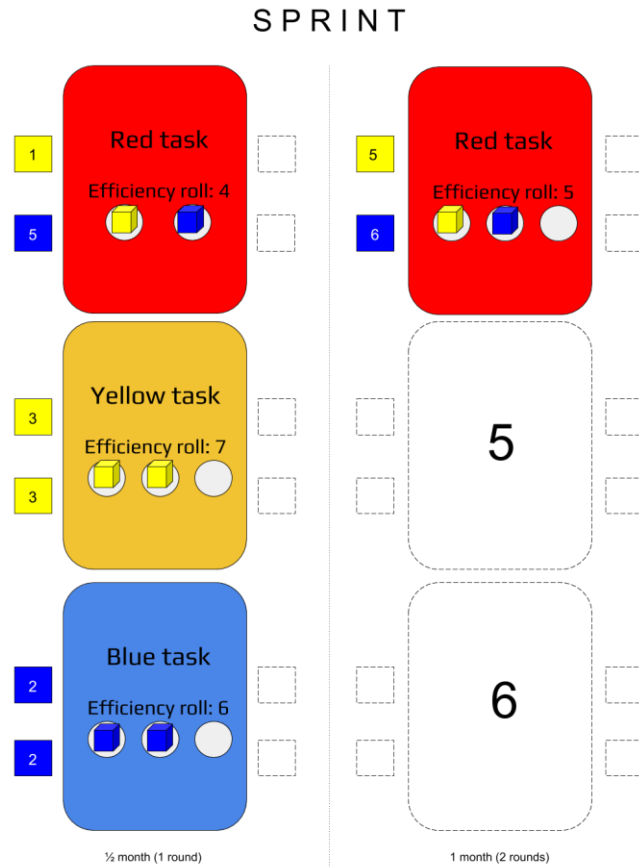 SPRINT
Red task
1
Efficiency roll: 4
5
Red task
5
Efficiency roll: 5
6
Yellow task
3
Efficiency roll: 7
3
5
Blue task
2
Efficiency roll: 6
2
6
½ month (1 round)
1 month (2 rounds)